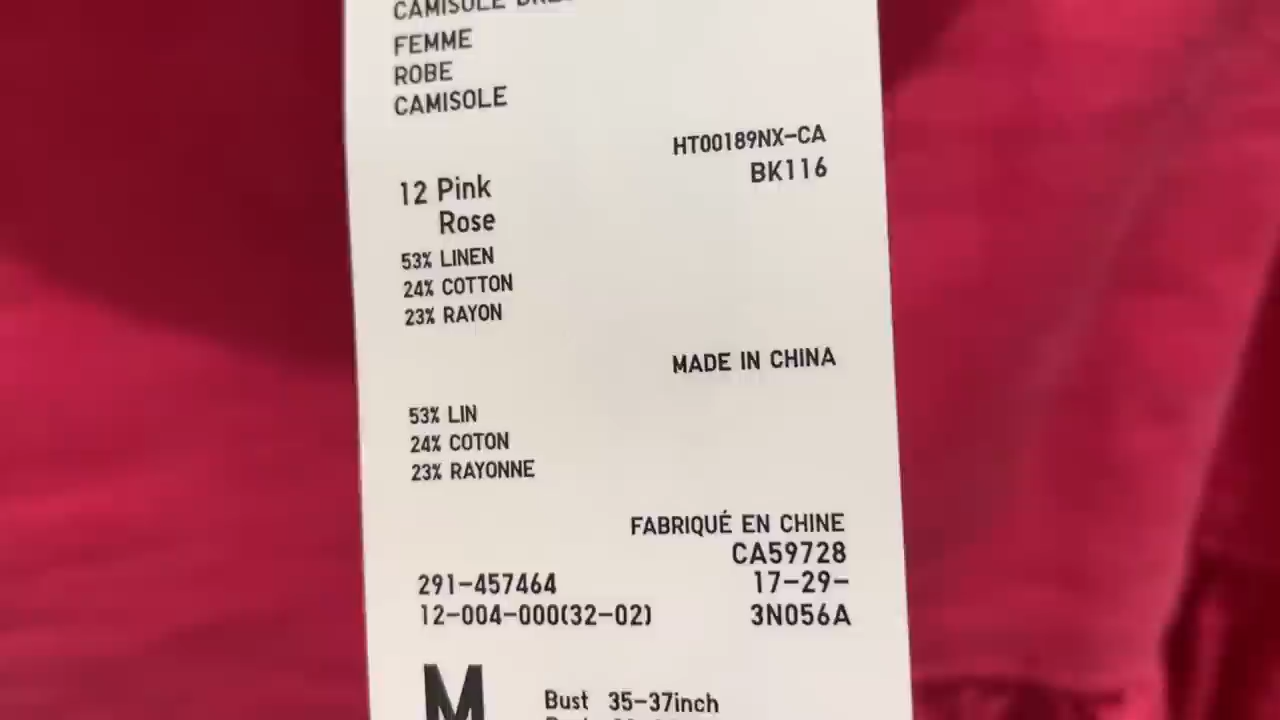 CAMISOLE
FEMME
ROBE
CAMISOLE
HT00189NX-CA
BK116
12 Pink
Rose
53% LINEN
24% COTTON
23% RAYON
MADE IN CHINA
53% LIN
24% COTON
23% RAYONNE
FABRIQUÉ EN CHINE
CA59728
291-457464 17-29-
12-004-000(32-02) 3N056A
M Bust 35-37inch